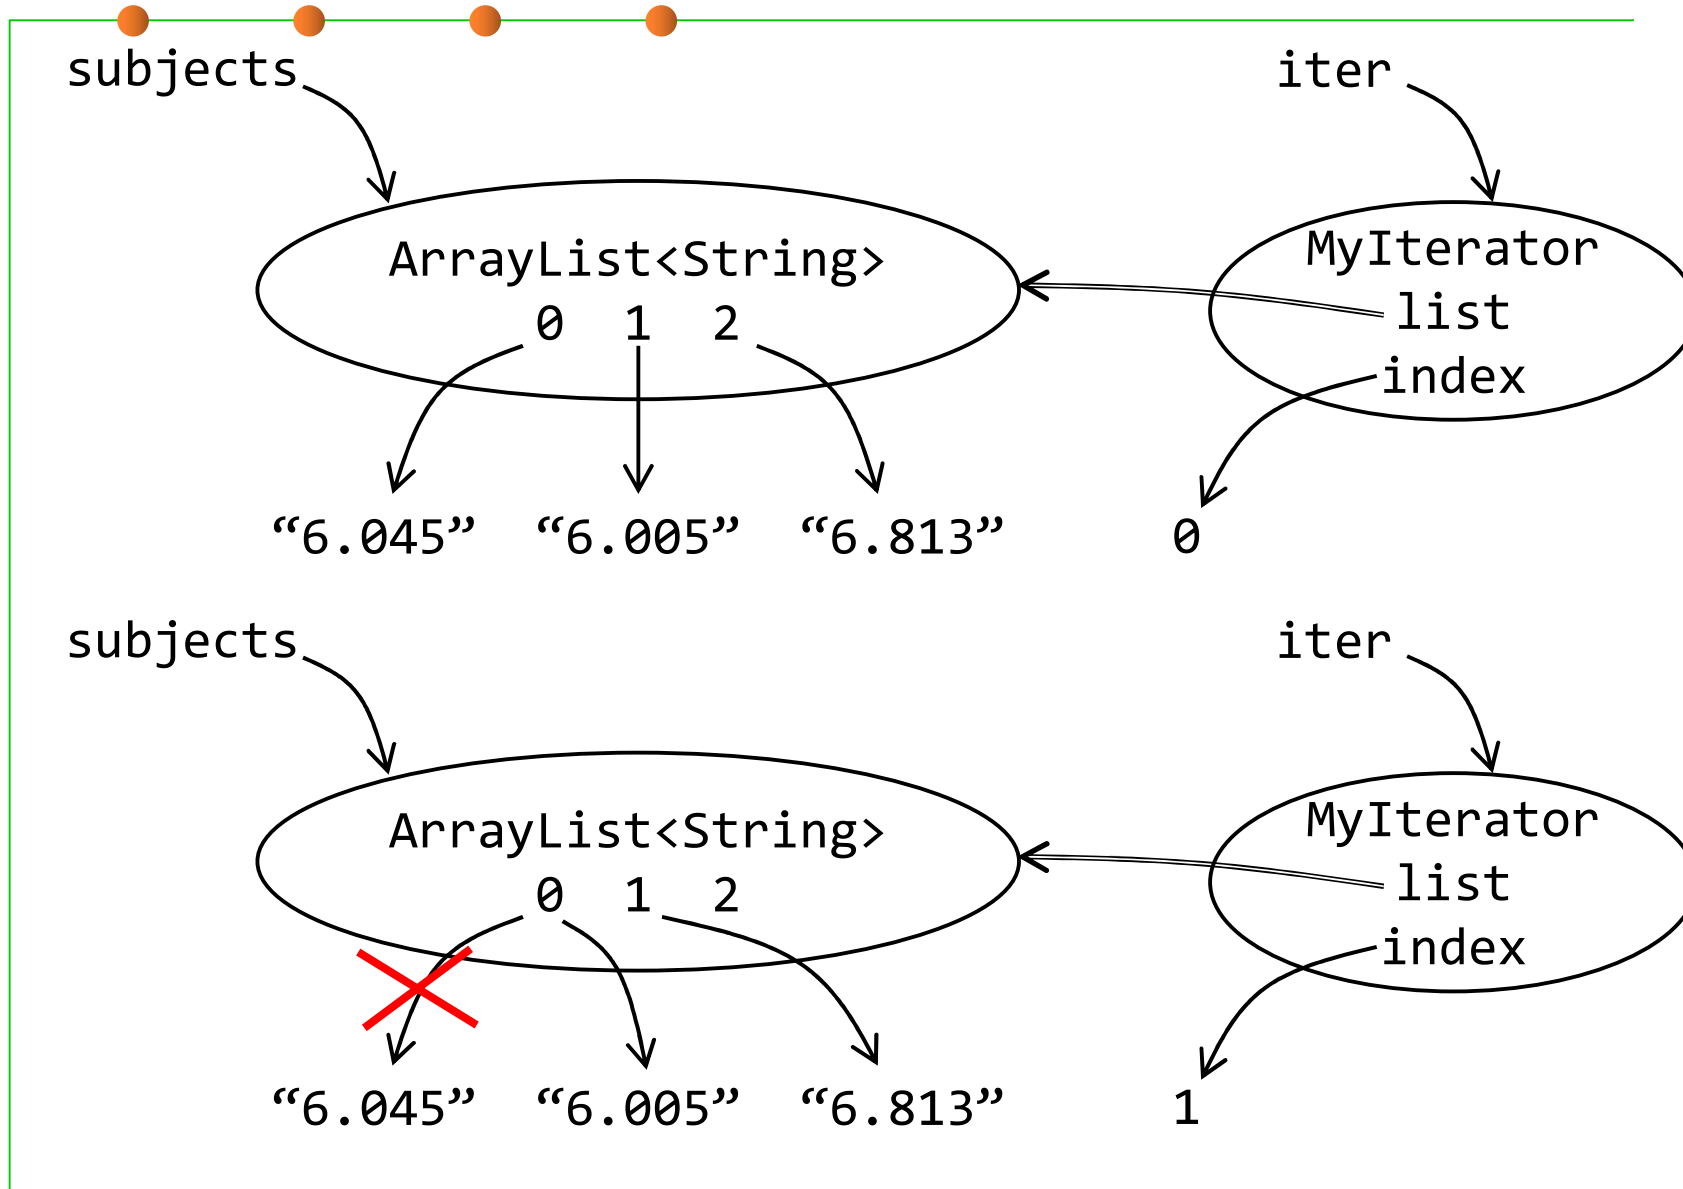 subjects iter
ArrayList<String> MyIterator
0 1 2 list
index
“6.045” “6.005” “6.813” 0
subjects iter
ArrayList<String> MyIterator
0 1 2 list
index
“6.045” “6.005” “6.813” 1